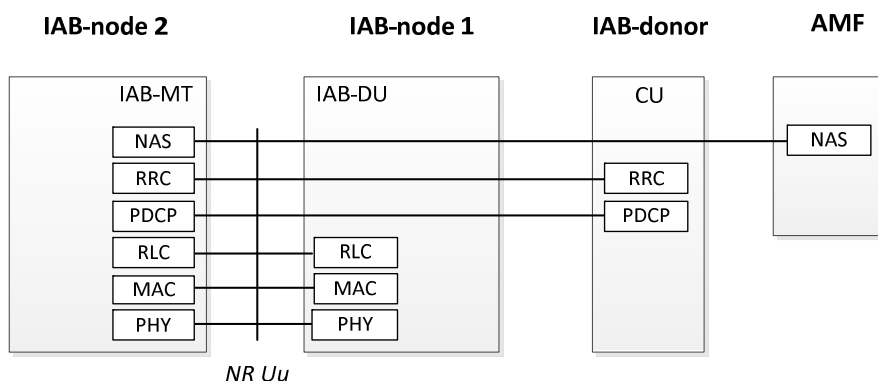 IAB-node 2 IAB-node 1 IAB-donor AMF
IAB-MT IAB-DU CU
NAS NAS
RRC RRC
PDCP PDCP
RLC RLC
MAC MAC
PHY PHY
NR Uu